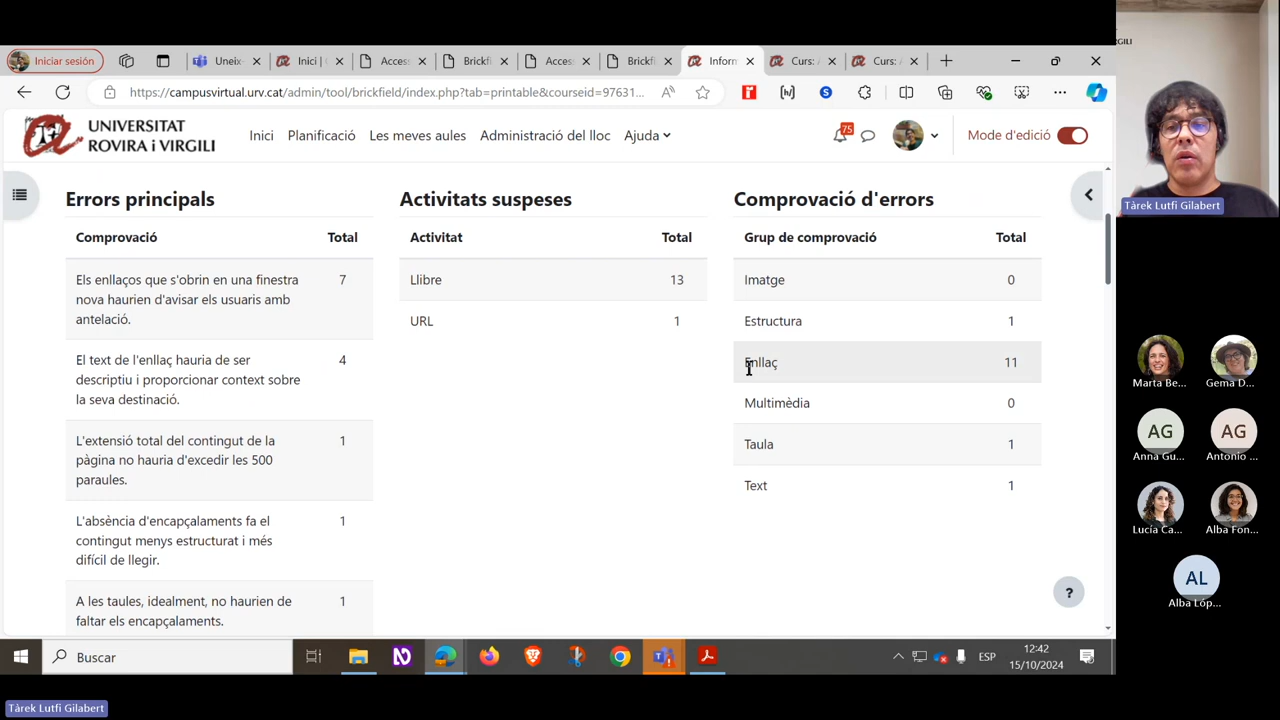 Iniciar sesión
Uneix
Inici |
Acces
Brickfi
Acces
Brickfi
Inform
Curs: /
Curs: /
https://campusvirtual.urv.cat/admin/tool/brickfield/index.php?tab=printable&courseid=97631...
UNIVERSITAT
ROVIRA i VIRGILI
Inici
Planificació
Les meves aules
Administració del lloc
Ajuda
75
Mode d'edició
Errors principals
Comprovació Total
Els enllaços que s'obrin en una finestra 7
nova haurien d'avisar els usuaris amb
antelació.
El text de l'enllaç hauria de ser 4
descriptiu i proporcionar context sobre
la seva destinació.
L'extensió total del contingut de la 1
pàgina no hauria d'excedir les 500
paraules.
L'absència d'encapçalaments fa el 1
contingut menys estructurat i més
difícil de llegir.
A les taules, idealment, no haurien de 1
faltar els encapçalaments.
Activitats suspeses
Activitat Total
Llibre 13
URL 1
Comprovació d'errors
Grup de comprovació Total
Imatge 0
Estructura 1
Enllaç 11
Multimèdia 0
Taula 1
Text 1
?
Buscar
ESP
12:42
15/10/2024
GILI
Tàrek Lutfi Gilabert
Marta Be...
Gema D...
AG
Anna Gu...
AG
Antonio ...
Lucía Ca...
Alba Fon...
AL
Alba Lóp...
Tàrek Lutfi Gilabert